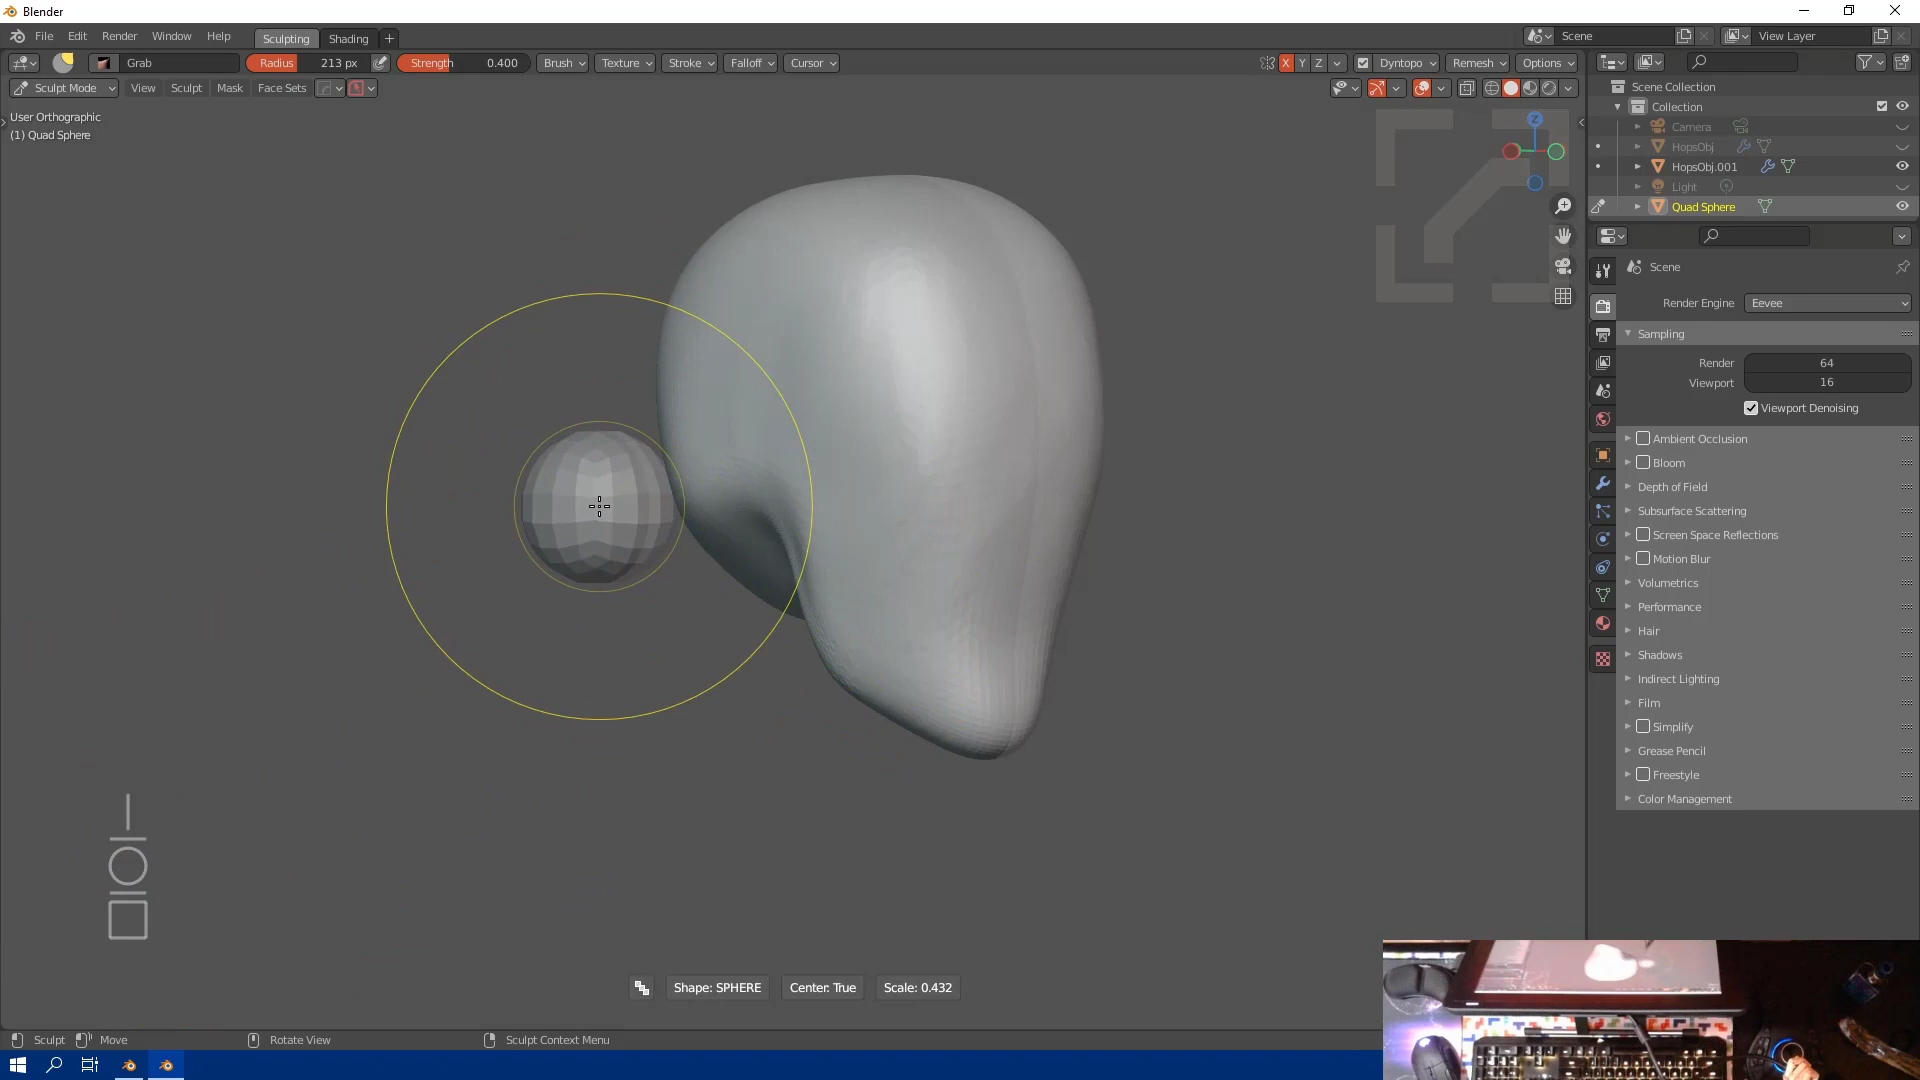 Blender
File Edit Render Window Help Sculpting Shading + Scene View Layer
Grab Radius 213 px Strength 0.400 Brush Texture Stroke Falloff Cursor X Y Z Dyntopo Remesh Options
Sculpt Mode View Sculpt Mask Face Sets
User Orthographic
(1) Quad Sphere
Z
Scene Collection
Collection
Camera
HopsObj
HopsObj.001
Light
Quad Sphere
Scene
Render Engine Eevee
Sampling
Render 64
Viewport 16
Viewport Denoising
Ambient Occlusion
Bloom
Depth of Field
Subsurface Scattering
Screen Space Reflections
Motion Blur
Volumetrics
Performance
Hair
Shadows
Indirect Lighting
Film
Simplify
Grease Pencil
Freestyle
Color Management
Shape: SPHERE Center: True Scale: 0.432
Sculpt Move Rotate View Sculpt Context Menu